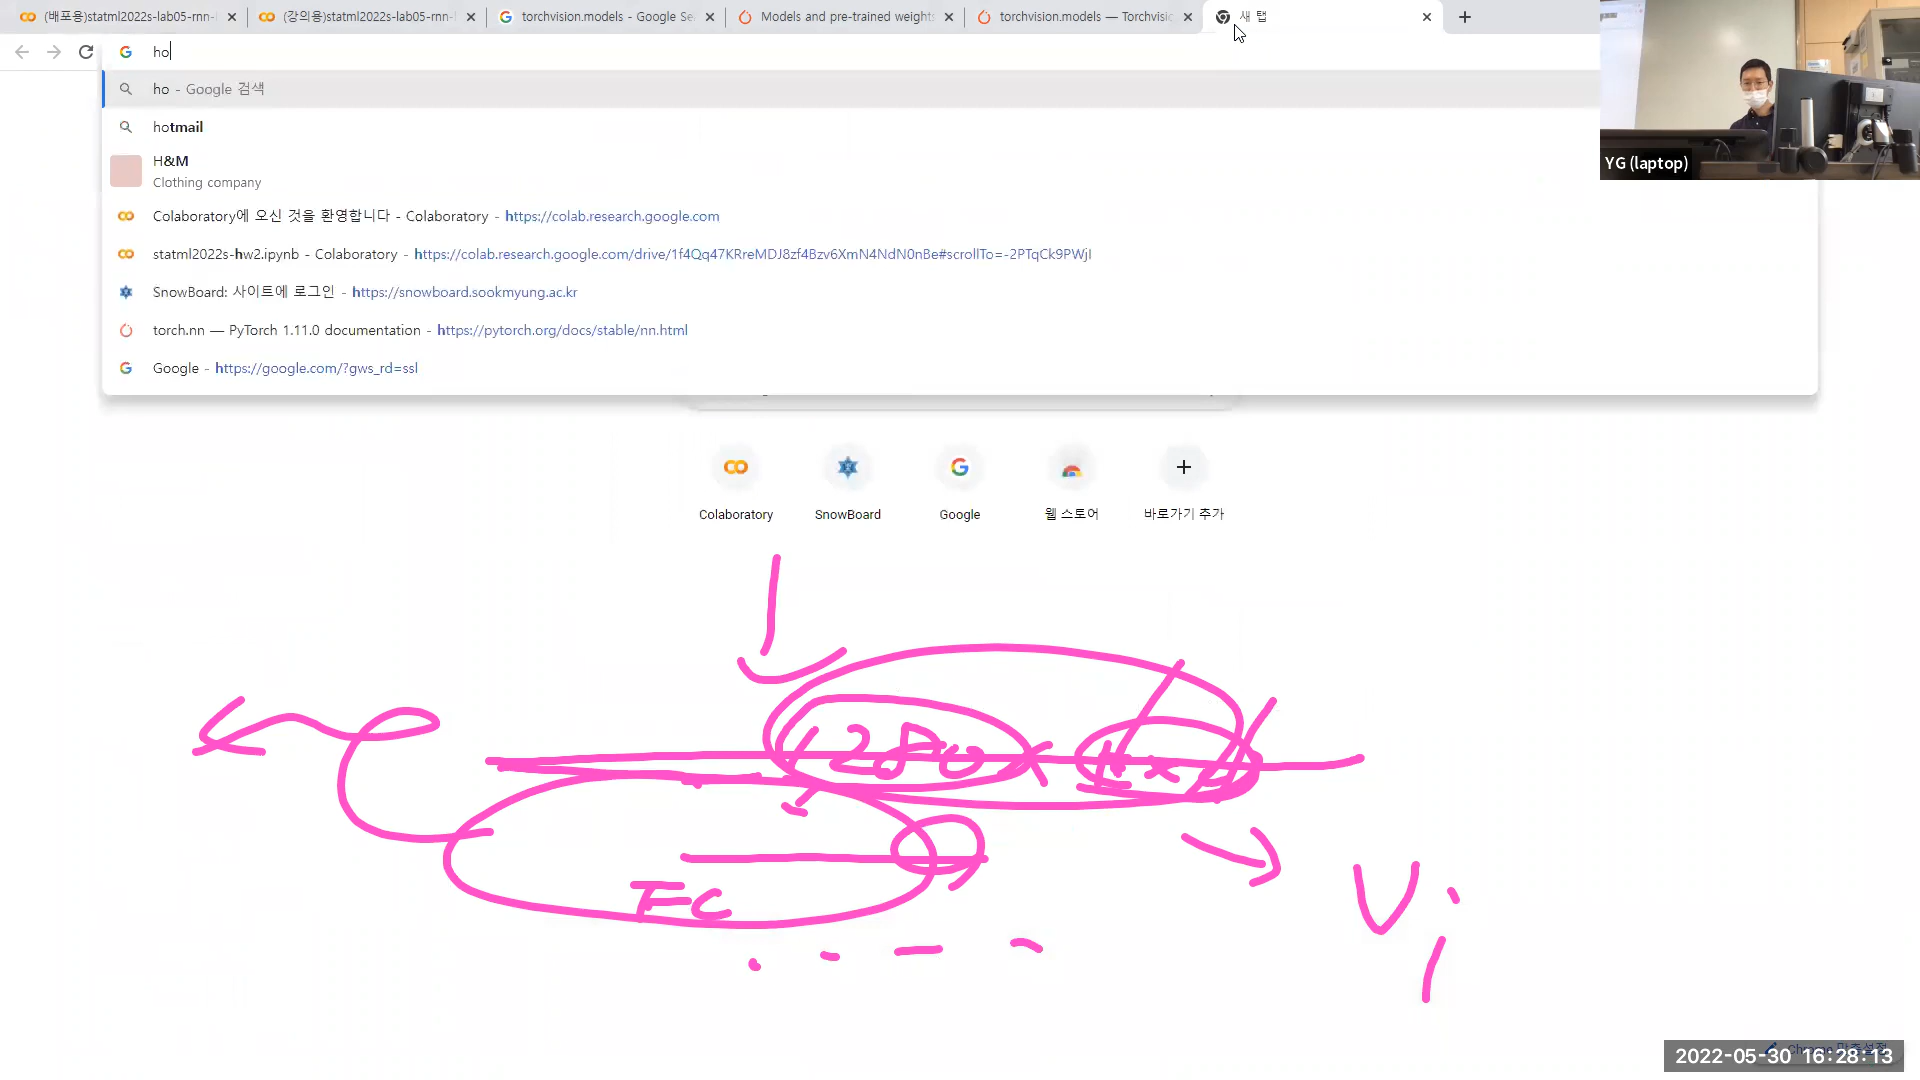 (배포용)statml2022s-lab05-rnn-l
(강의용)statml2022s-lab05-rnn-l
torchvision.models - Google Se
Models and pre-trained weights
torchvision.models — Torchvisio
새 탭
ho
ho - Google 검색
hotmail
H&M
Clothing company
Colaboratory에 오신 것을 환영합니다 - Colaboratory - https://colab.research.google.com
statml2022s-hw2.ipynb - Colaboratory - https://colab.research.google.com/drive/1f4Qq47KRreMDJ8zf4Bzv6XmN4NdN0nBe#scrollTo=-2PTqCk9PWjI
SnowBoard: 사이트에 로그인 - https://snowboard.sookmyung.ac.kr
torch.nn — PyTorch 1.11.0 documentation - https://pytorch.org/docs/stable/nn.html
Google - https://google.com/?gws_rd=ssl
YG (laptop)
Colaboratory
SnowBoard
Google
웹 스토어
바로가기 추가
1280 x
FC
2022-05-30 16:28:13